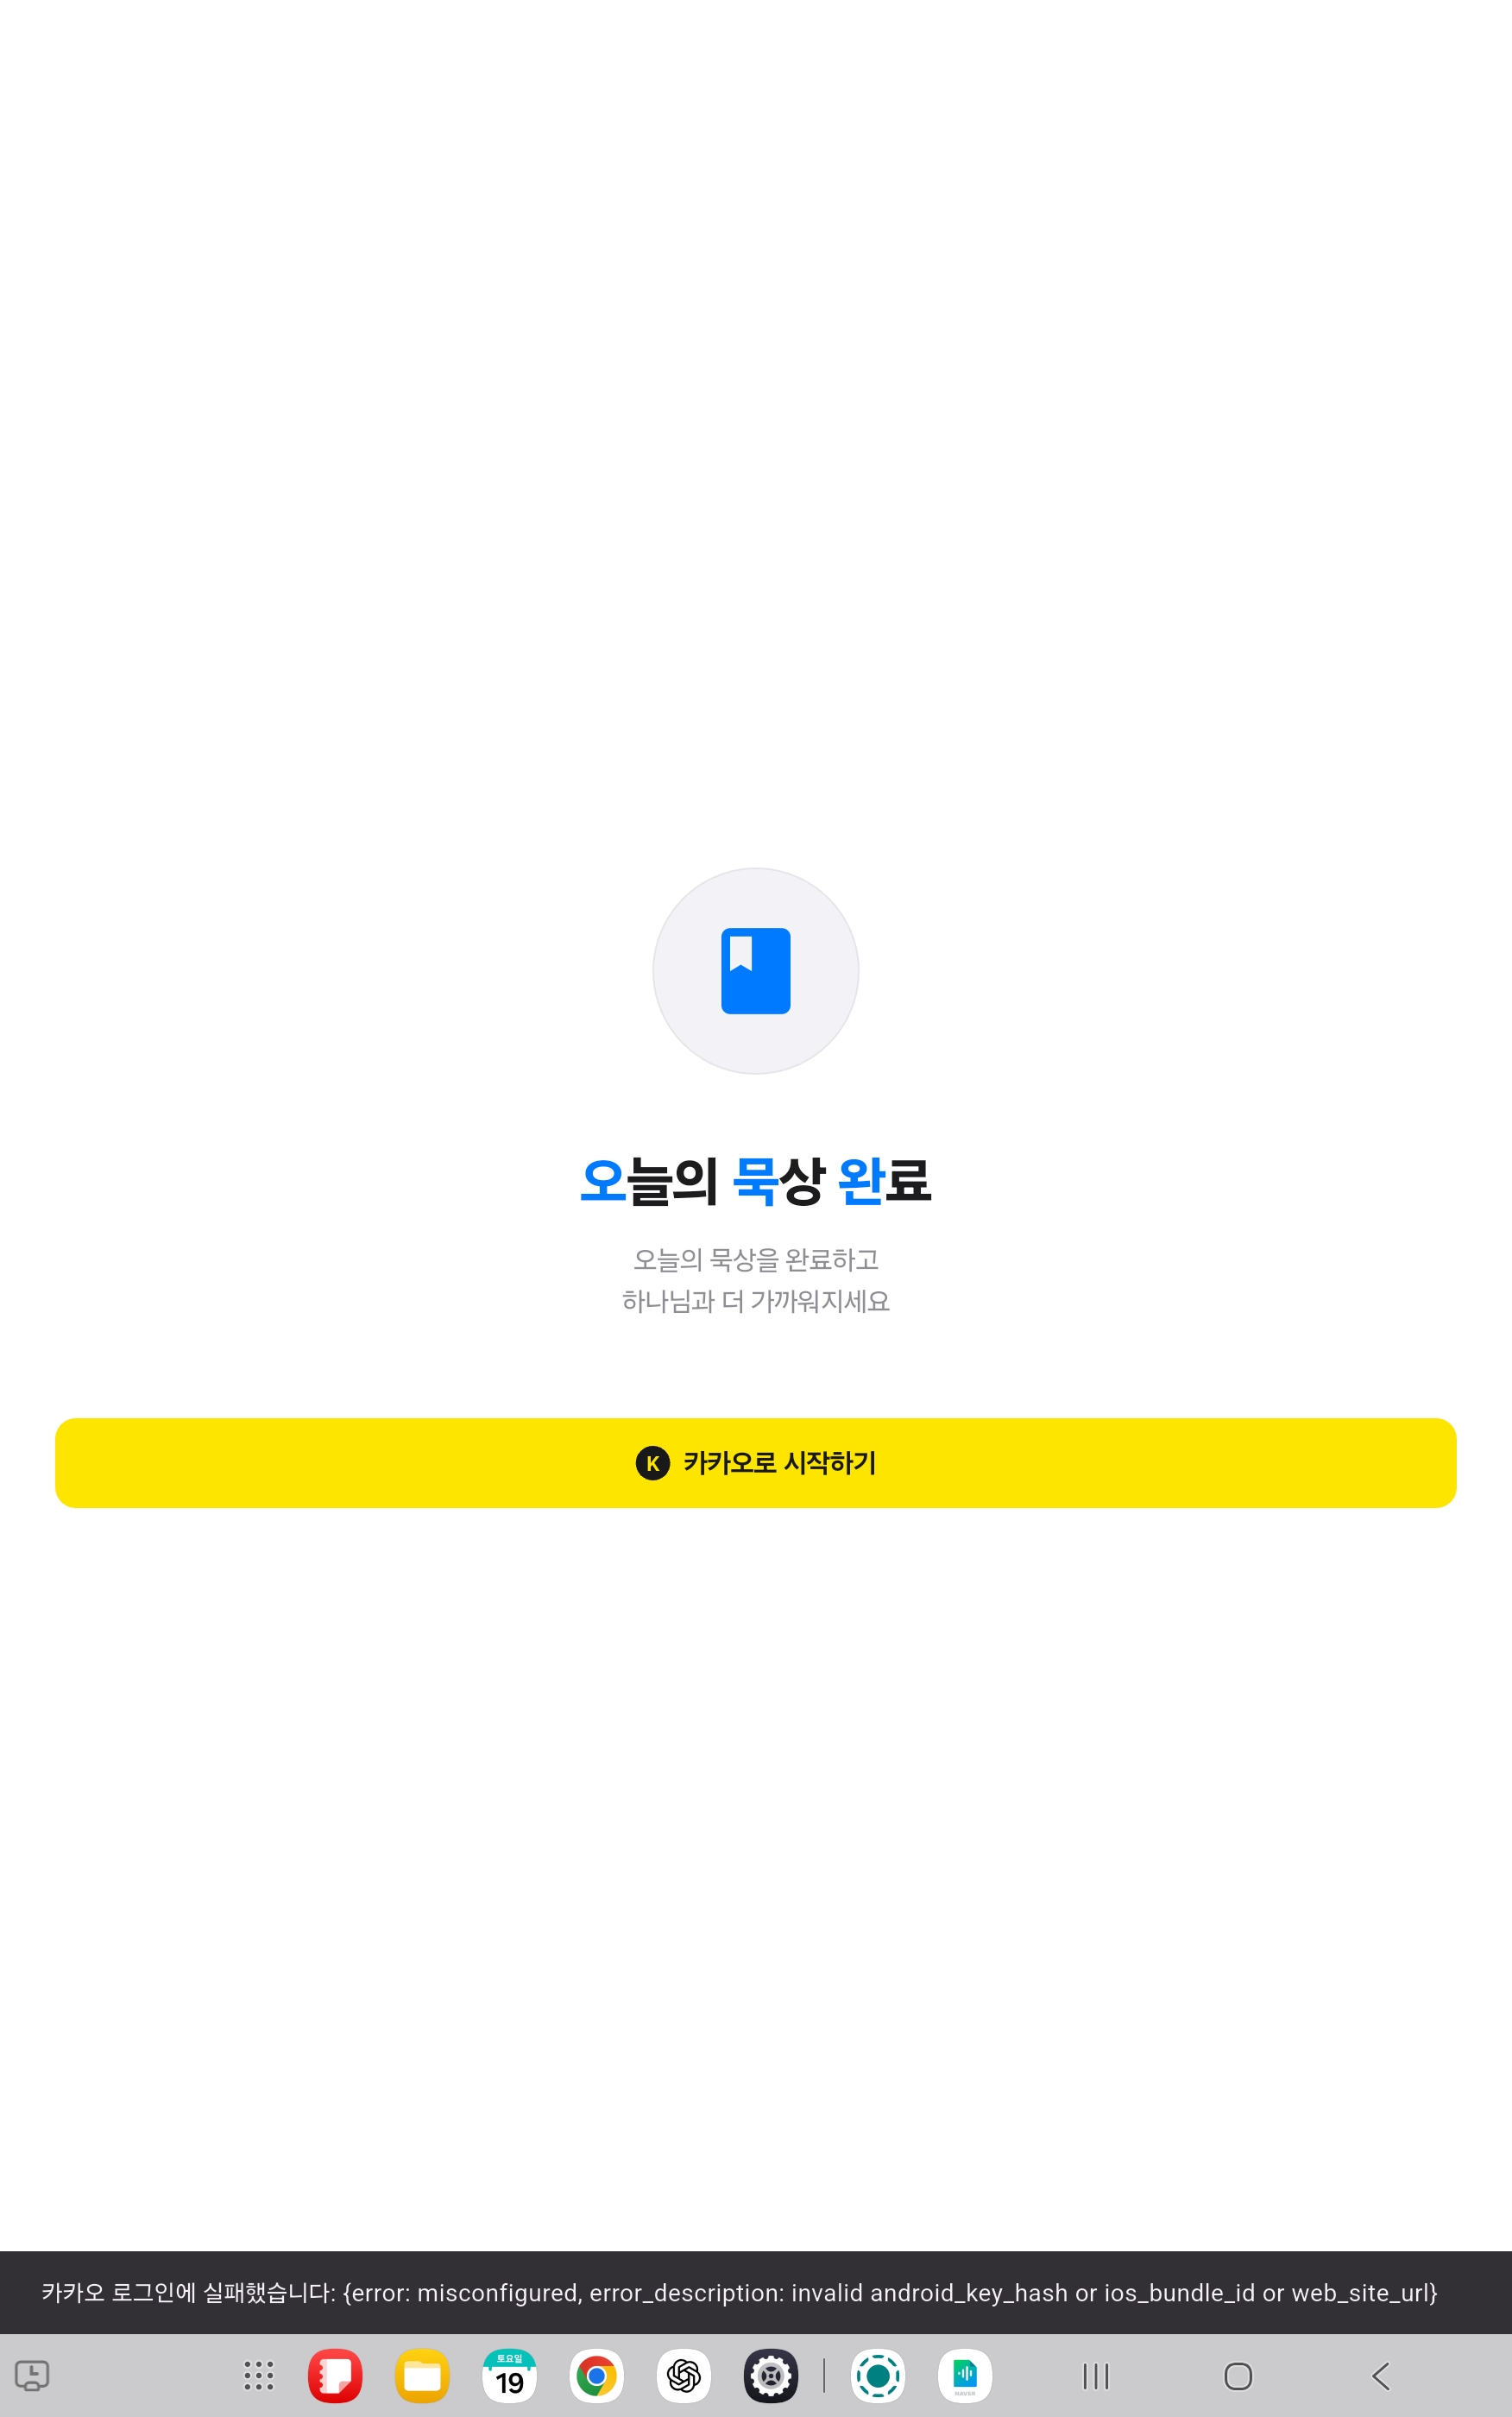 오늘의 묵상 완료
오늘의 묵상을 완료하고
하나님과 더 가까워지세요
K 카카오로 시작하기
카카오 로그인에 실패했습니다: {error: misconfigured, error_description: invalid android_key_hash or ios_bundle_id or web_site_url}
토요일
19
NAVER